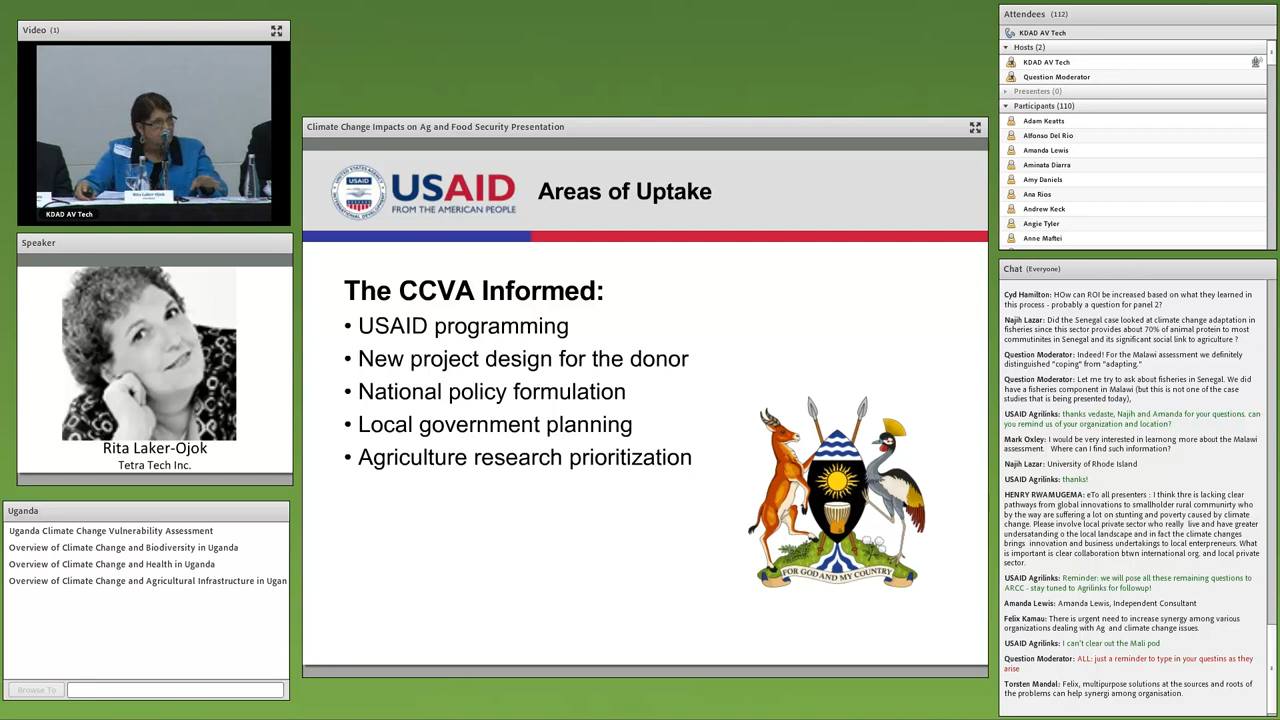 Video (1)
Rita Laker-Ojok
KDAD AV Tech
Speaker
Rita Laker-Ojok
Tetra Tech Inc.
Uganda
Uganda Climate Change Vulnerability Assessment
Overview of Climate Change and Biodiversity in Uganda
Overview of Climate Change and Health in Uganda
Overview of Climate Change and Agricultural Infrastructure in Ugan
Browse To
Climate Change Impacts on Ag and Food Security Presentation
USAID
USAID
FROM THE AMERICAN PEOPLE
Areas of Uptake
The CCVA Informed:
• USAID programming
• New project design for the donor
• National policy formulation
• Local government planning
• Agriculture research prioritization
FOR GOD AND MY COUNTRY
Attendees (112)
KDAD AV Tech
Hosts (2)
KDAD AV Tech
Question Moderator
Presenters (0)
Participants (110)
Adam Keatts
Alfonso Del Rio
Amanda Lewis
Aminata Diarra
Amy Daniels
Ana Rios
Andrew Keck
Angie Tyler
Anne Maftei
Chat (Everyone)
Cyd Hamilton: HOw can ROI be increased based on what they learned in
this process - probably a question for panel 2?
Najih Lazar: Did the Senegal case looked at climate change adaptation in
fisheries since this sector provides about 70% of animal protein to most
communitites in Senegal and its significant social link to agriculture ?
Question Moderator: Indeed! For the Malawi assessment we definitely
distinguished "coping" from "adapting."
Question Moderator: Let me try to ask about fisheries in Senegal. We did
have a fisheries component in Malawi (but this is not one of the case
studies that is being presented today),
USAID Agrilinks: thanks vedaste, Najih and Amanda for your questions. can
you remind us of your organization and location?
Mark Oxley: I would be very interested in learnong more about the Malawi
assessment. Where can I find such information?
Najih Lazar: University of Rhode Island
USAID Agrilinks: thanks!
HENRY RWAMUGEMA: eTo all presenters : I think thre is lacking clear
pathways from global innovations to smallholder rural communirty who
by the way are suffering a lot on stunting and poverty caused by climate
change. Please involve local private sector who really live and have greater
undersatanding o the local landscape and in fact the climate changes
brings innovation and business undertakings to local enterpreneurs. What
is important is clear collaboration btwn international org. and local private
sector.
USAID Agrilinks: Reminder: we will pose all these remaining questions to
ARCC - stay tuned to Agrilinks for followup!
Amanda Lewis: Amanda Lewis, Independent Consultant
Felix Kamau: There is urgent need to increase synergy among various
organizations dealing with Ag and climate change issues.
USAID Agrilinks: I can't clear out the Mali pod
Question Moderator: ALL: just a reminder to type in your questins as they
arise
Torsten Mandal: Felix, multipurpose solutions at the sources and roots of
the problems can help synergi among organisation.